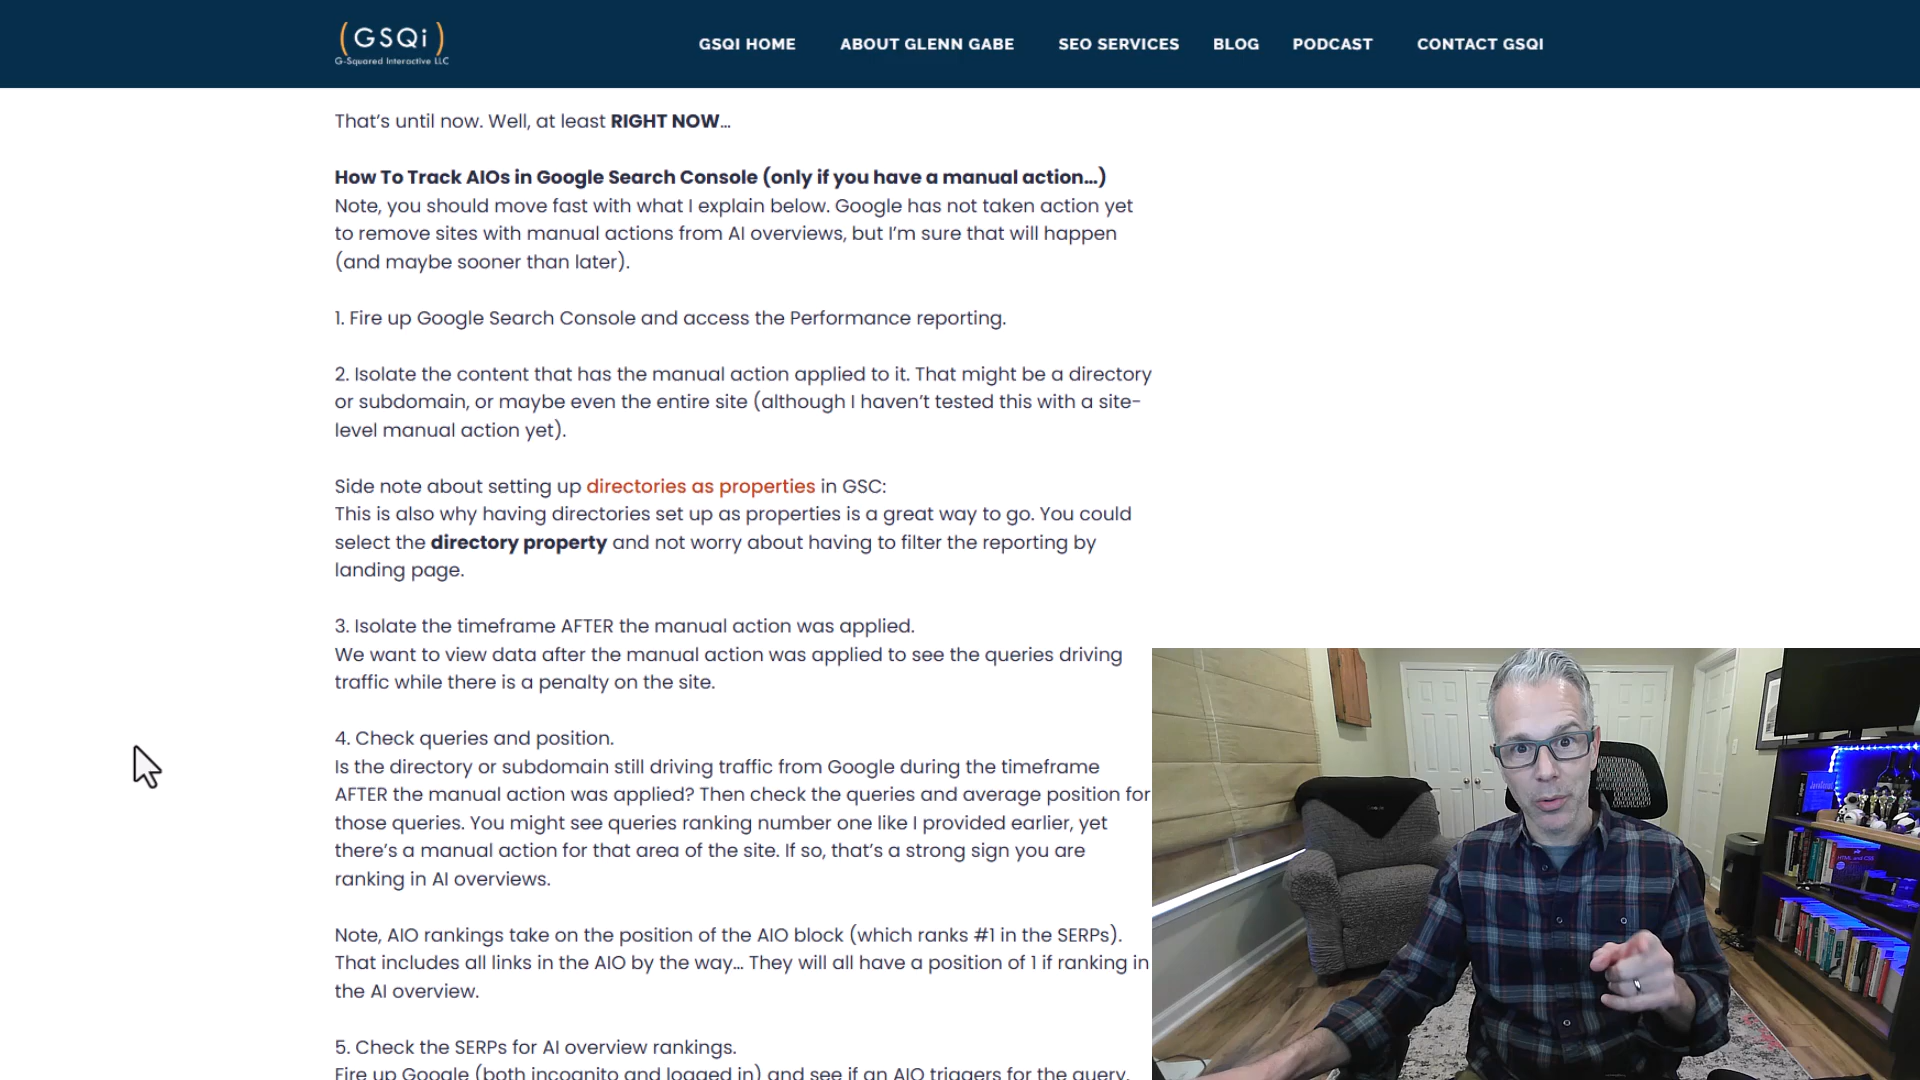 (GSQi)
G-Squared Interactive LLC
GSQI HOME ABOUT GLENN GABE SEO SERVICES BLOG PODCAST CONTACT GSQI
That’s until now. Well, at least RIGHT NOW…
How To Track AIOs in Google Search Console (only if you have a manual action…)
Note, you should move fast with what I explain below. Google has not taken action yet
to remove sites with manual actions from AI overviews, but I’m sure that will happen
(and maybe sooner than later).
1. Fire up Google Search Console and access the Performance reporting.
2. Isolate the content that has the manual action applied to it. That might be a directory
or subdomain, or maybe even the entire site (although I haven’t tested this with a site-
level manual action yet).
Side note about setting up directories as properties in GSC:
This is also why having directories set up as properties is a great way to go. You could
select the directory property and not worry about having to filter the reporting by
landing page.
3. Isolate the timeframe AFTER the manual action was applied.
We want to view data after the manual action was applied to see the queries driving
traffic while there is a penalty on the site.
4. Check queries and position.
Is the directory or subdomain still driving traffic from Google during the timeframe
AFTER the manual action was applied? Then check the queries and average position for
those queries. You might see queries ranking number one like I provided earlier, yet
there’s a manual action for that area of the site. If so, that’s a strong sign you are
ranking in AI overviews.
Note, AIO rankings take on the position of the AIO block (which ranks #1 in the SERPs).
That includes all links in the AIO by the way… They will all have a position of 1 if ranking in
the AI overview.
5. Check the SERPs for AI overview rankings.
Fire up Google (both incognito and logged in) and see if an AIO triggers for the query.
JavaScript
HTML and CSS